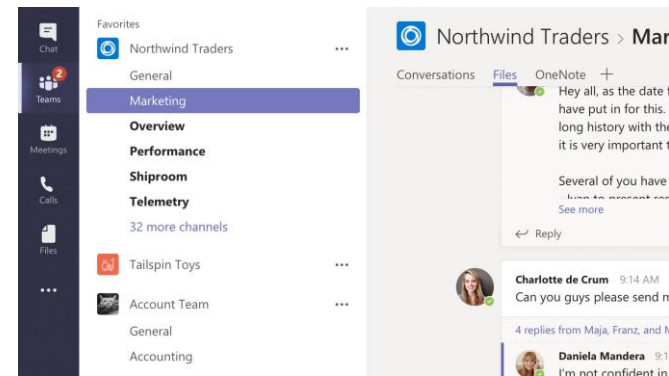 Chat
2
Teams
Meetings
Calls
Files
Favorites
Northwind Traders
General
Marketing
Overview
Performance
Shiproom
Telemetry
32 more channels
Tailspin Toys
Account Team
General
Accounting
Northwind Traders > Mar
Conversations Files OneNote +
Hey all, as the date
have put in for this.
long history with the
it is very important t
Several of you have
See more
Reply
Charlotte de Crum 9:14 AM
Can you guys please send m
4 replies from Maja, Franz, and M
Daniela Mandera 9:1
I'm not confident in